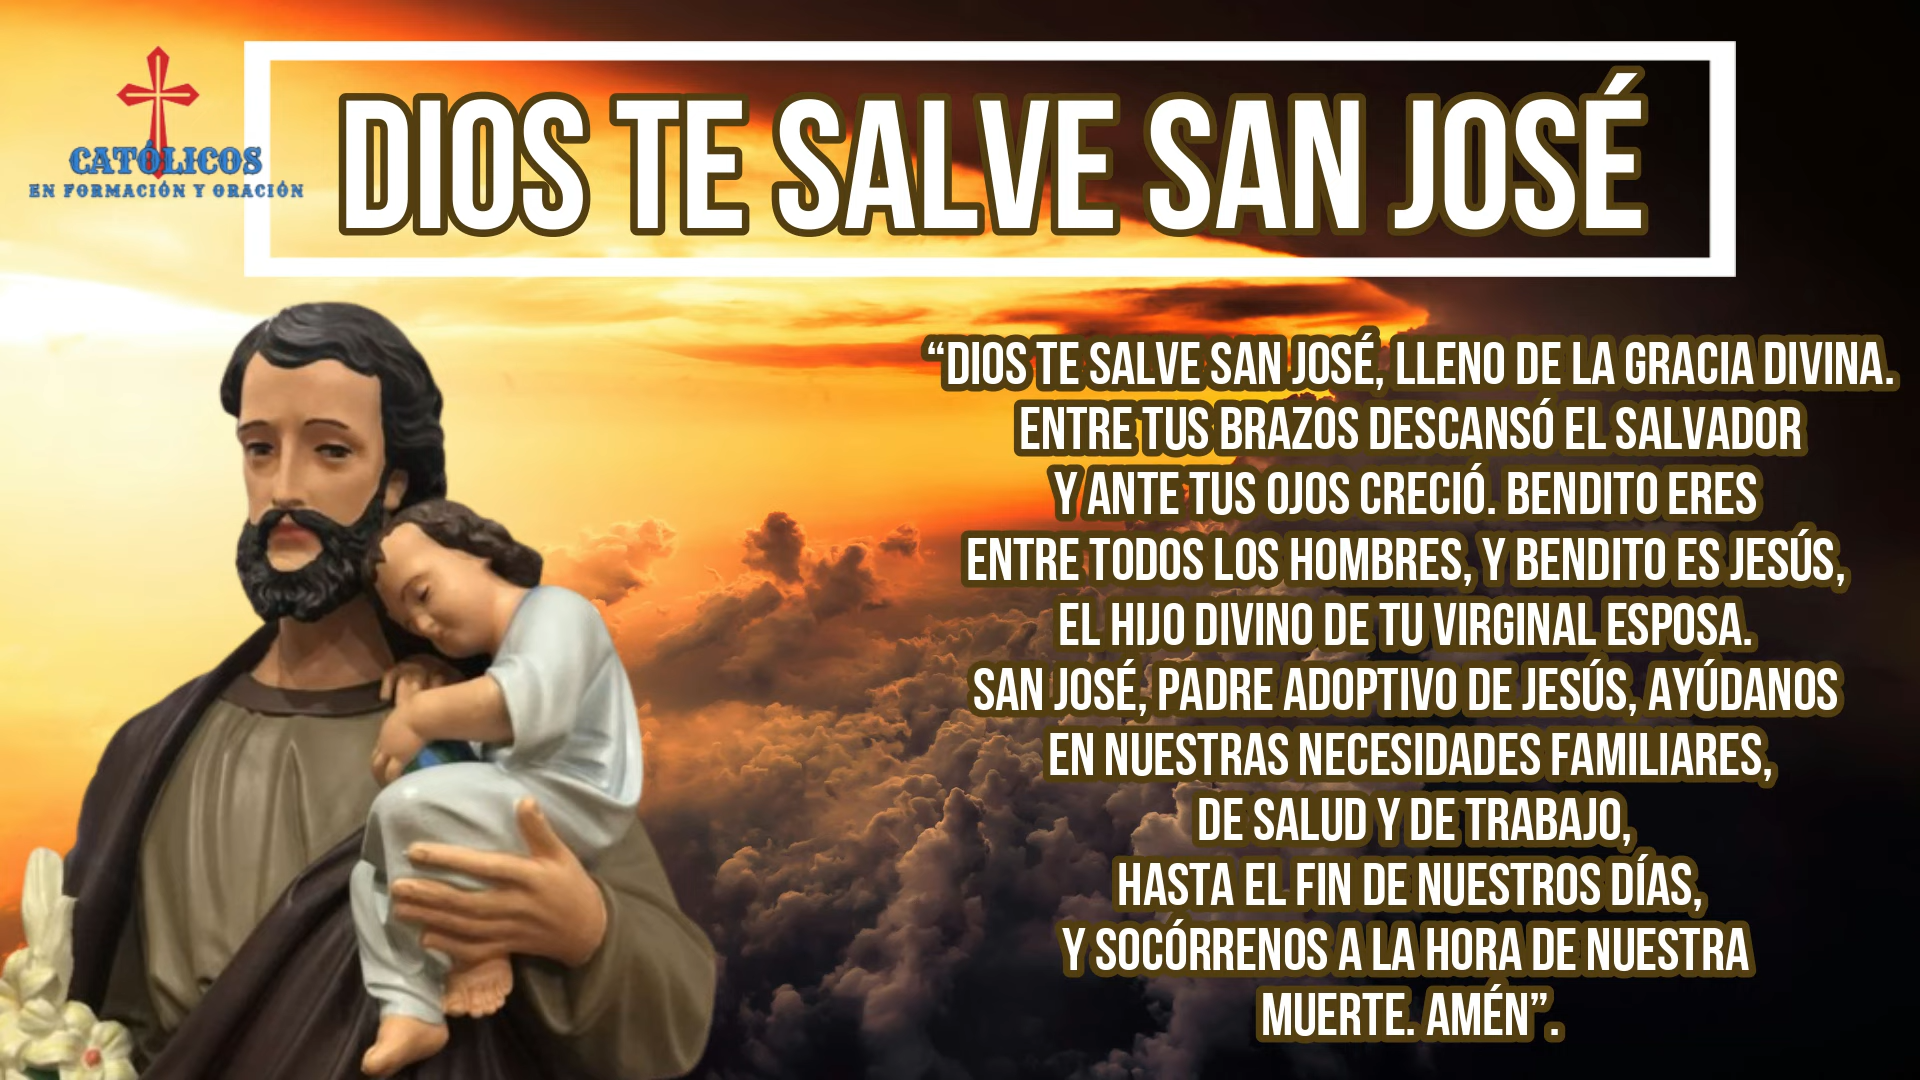 CATÓLICOS
EN FORMACIÓN Y ORACIÓN
DIOS TE SALVE SAN JOSÉ
“DIOS TE SALVE SAN JOSÉ, LLENO DE LA GRACIA DIVINA.
ENTRE TUS BRAZOS DESCANSÓ EL SALVADOR
Y ANTE TUS OJOS CRECIÓ. BENDITO ERES
ENTRE TODOS LOS HOMBRES, Y BENDITO ES JESÚS,
EL HIJO DIVINO DE TU VIRGINAL ESPOSA.
SAN JOSÉ, PADRE ADOPTIVO DE JESÚS, AYÚDANOS
EN NUESTRAS NECESIDADES FAMILIARES,
DE SALUD Y DE TRABAJO,
HASTA EL FIN DE NUESTROS DÍAS,
Y SOCÓRRENOS A LA HORA DE NUESTRA
MUERTE. AMÉN”.